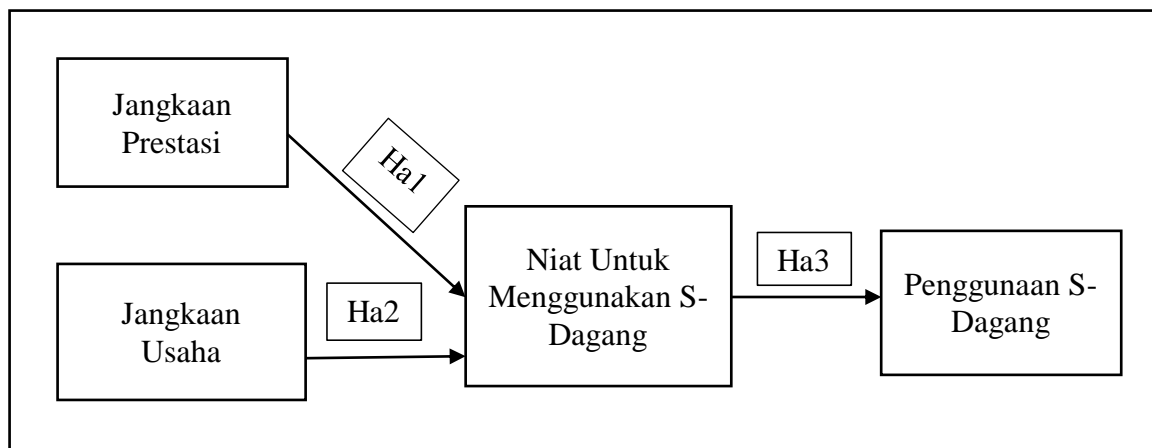 Jangkaan
Prestasi
Ha1
Jangkaan
Usaha
Ha2
Niat Untuk
Menggunakan S-
Dagang
Ha3
Penggunaan S-
Dagang